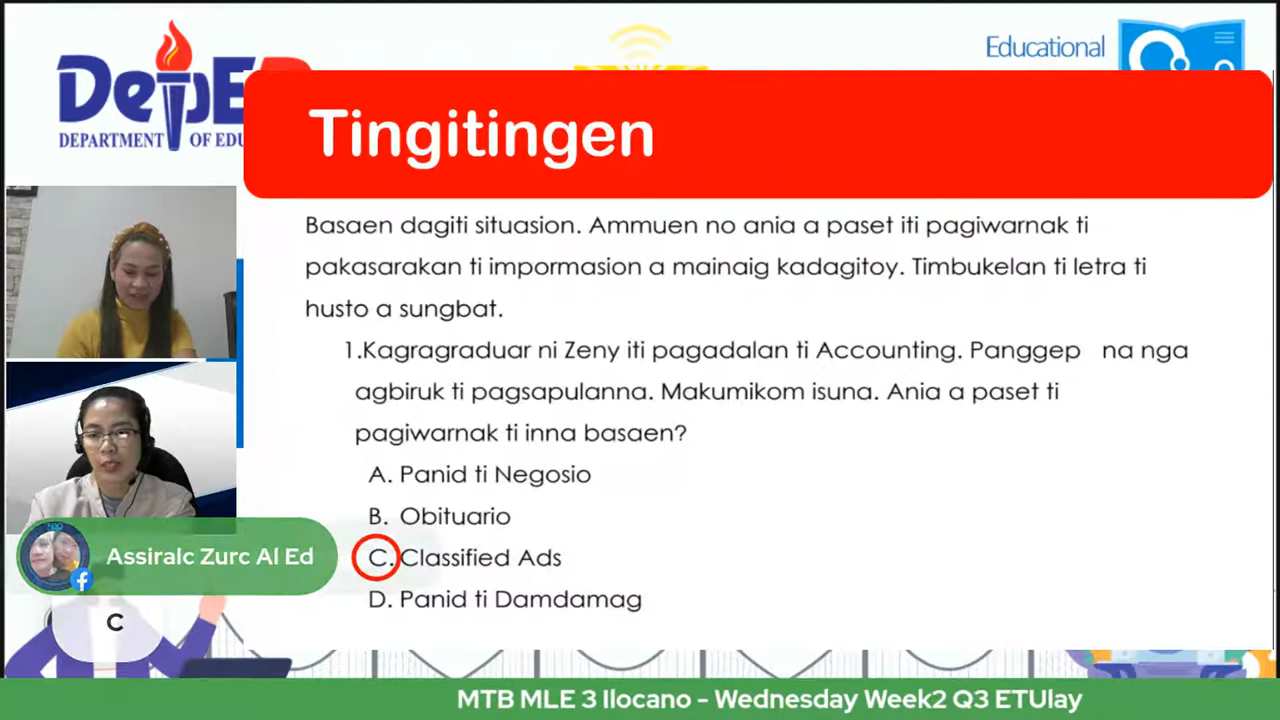 DepED
DEPARTMENT OF EDU
Educational
Tingitingen
Basaen dagiti situasion. Ammuen no ania a paset iti pagiwarnak ti
pakasarakan ti impormasion a mainaig kadagitoy. Timbukelan ti letra ti
husto a sungbat.
1.Kagragraduar ni Zeny iti pagadalan ti Accounting. Panggep na nga
agbiruk ti pagsapulanna. Makumikom isuna. Ania a paset ti
pagiwarnak ti inna basaen?
A. Panid ti Negosio
B. Obituario
C. Classified Ads
D. Panid ti Damdamag
Assiralc Zurc Al Ed
C
MTB MLE 3 Ilocano - Wednesday Week2 Q3 ETUlay